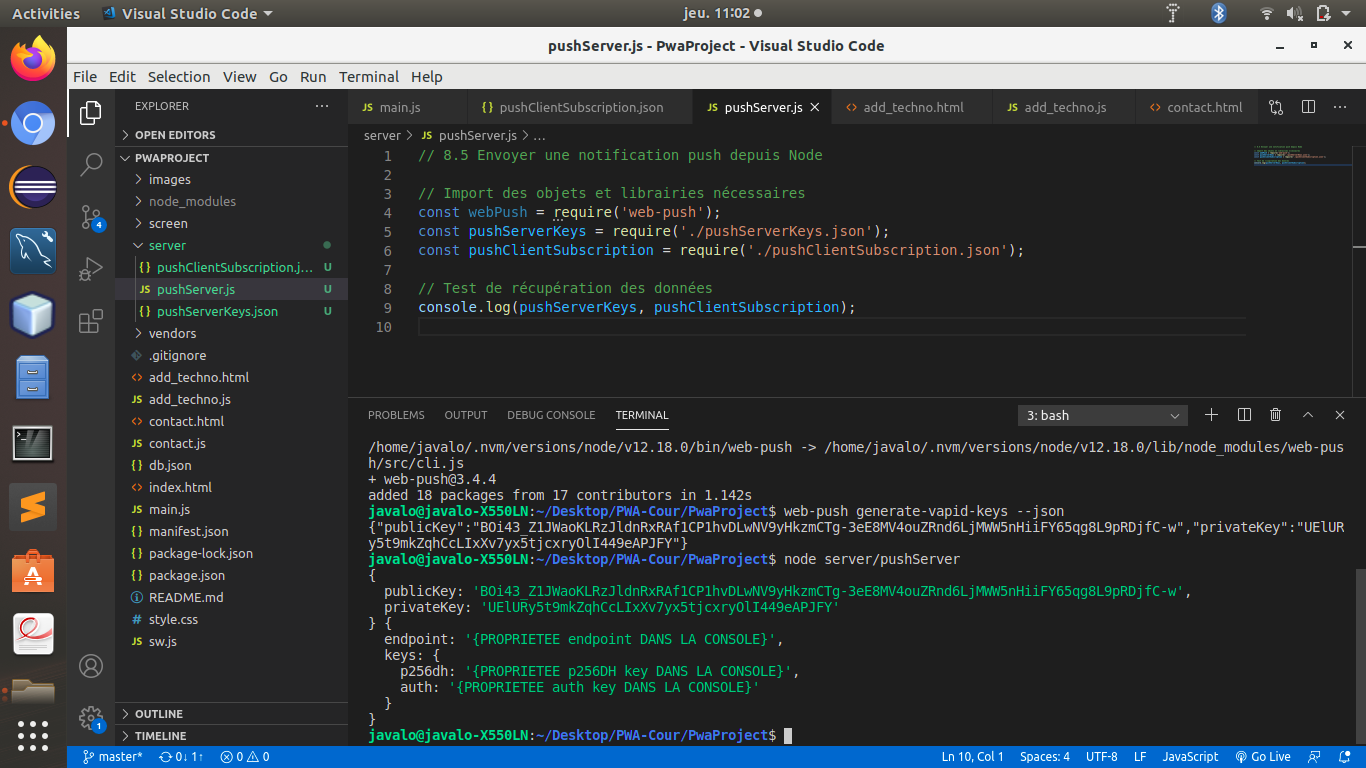 Activities Visual Studio Code jeu. 11:02
pushServer.js - PwaProject - Visual Studio Code
File Edit Selection View Go Run Terminal Help
EXPLORER
OPEN EDITORS
PWAPROJECT
images
node_modules
screen
server
pushClientSubscription.j... U
pushServer.js U
pushServerKeys.json U
vendors
.gitignore
add_techno.html
add_techno.js
contact.html
contact.js
db.json
index.html
main.js
manifest.json
package-lock.json
package.json
README.md
style.css
sw.js
OUTLINE
TIMELINE
4
1
main.js pushClientSubscription.json pushServer.js add_techno.html add_techno.js contact.html
server > JS pushServer.js > ...
1 // 8.5 Envoyer une notification push depuis Node
2
3 // Import des objets et librairies nécessaires
4 const webPush = require('web-push');
5 const pushServerKeys = require('./pushServerKeys.json');
6 const pushClientSubscription = require('./pushClientSubscription.json');
7
8 // Test de récupération des données
9 console.log(pushServerKeys, pushClientSubscription);
10
PROBLEMS OUTPUT DEBUG CONSOLE TERMINAL 3: bash
/home/javalo/.nvm/versions/node/v12.18.0/bin/web-push -> /home/javalo/.nvm/versions/node/v12.18.0/lib/node_modules/web-pus
h/src/cli.js
+ web-push@3.4.4
added 18 packages from 17 contributors in 1.142s
javalo@javalo-X550LN:~/Desktop/PWA-Cour/PwaProject$ web-push generate-vapid-keys --json
{"publicKey":"BOi43_Z1JWaoKLRzJldnRxRAf1CP1hvDLwNV9yHkzmCTg-3eE8MV4ouZRnd6LjMWW5nHiiFY65qg8L9pRDjfC-w","privateKey":"UElUR
y5t9mkZqhCcLIxXv7yx5tjcxryOlI449eAPJFY"}
javalo@javalo-X550LN:~/Desktop/PWA-Cour/PwaProject$ node server/pushServer
{
publicKey: 'BOi43_Z1JWaoKLRzJldnRxRAf1CP1hvDLwNV9yHkzmCTg-3eE8MV4ouZRnd6LjMWW5nHiiFY65qg8L9pRDjfC-w',
privateKey: 'UElURy5t9mkZqhCcLIxXv7yx5tjcxryOlI449eAPJFY'
} {
endpoint: '{PROPRIETEE endpoint DANS LA CONSOLE}',
keys: {
p256dh: '{PROPRIETEE p256DH key DANS LA CONSOLE}',
auth: '{PROPRIETEE auth key DANS LA CONSOLE}'
}
}
javalo@javalo-X550LN:~/Desktop/PWA-Cour/PwaProject$
master* 0↓ 1↑ 0 0 Ln 10, Col 1 Spaces: 4 UTF-8 LF JavaScript Go Live